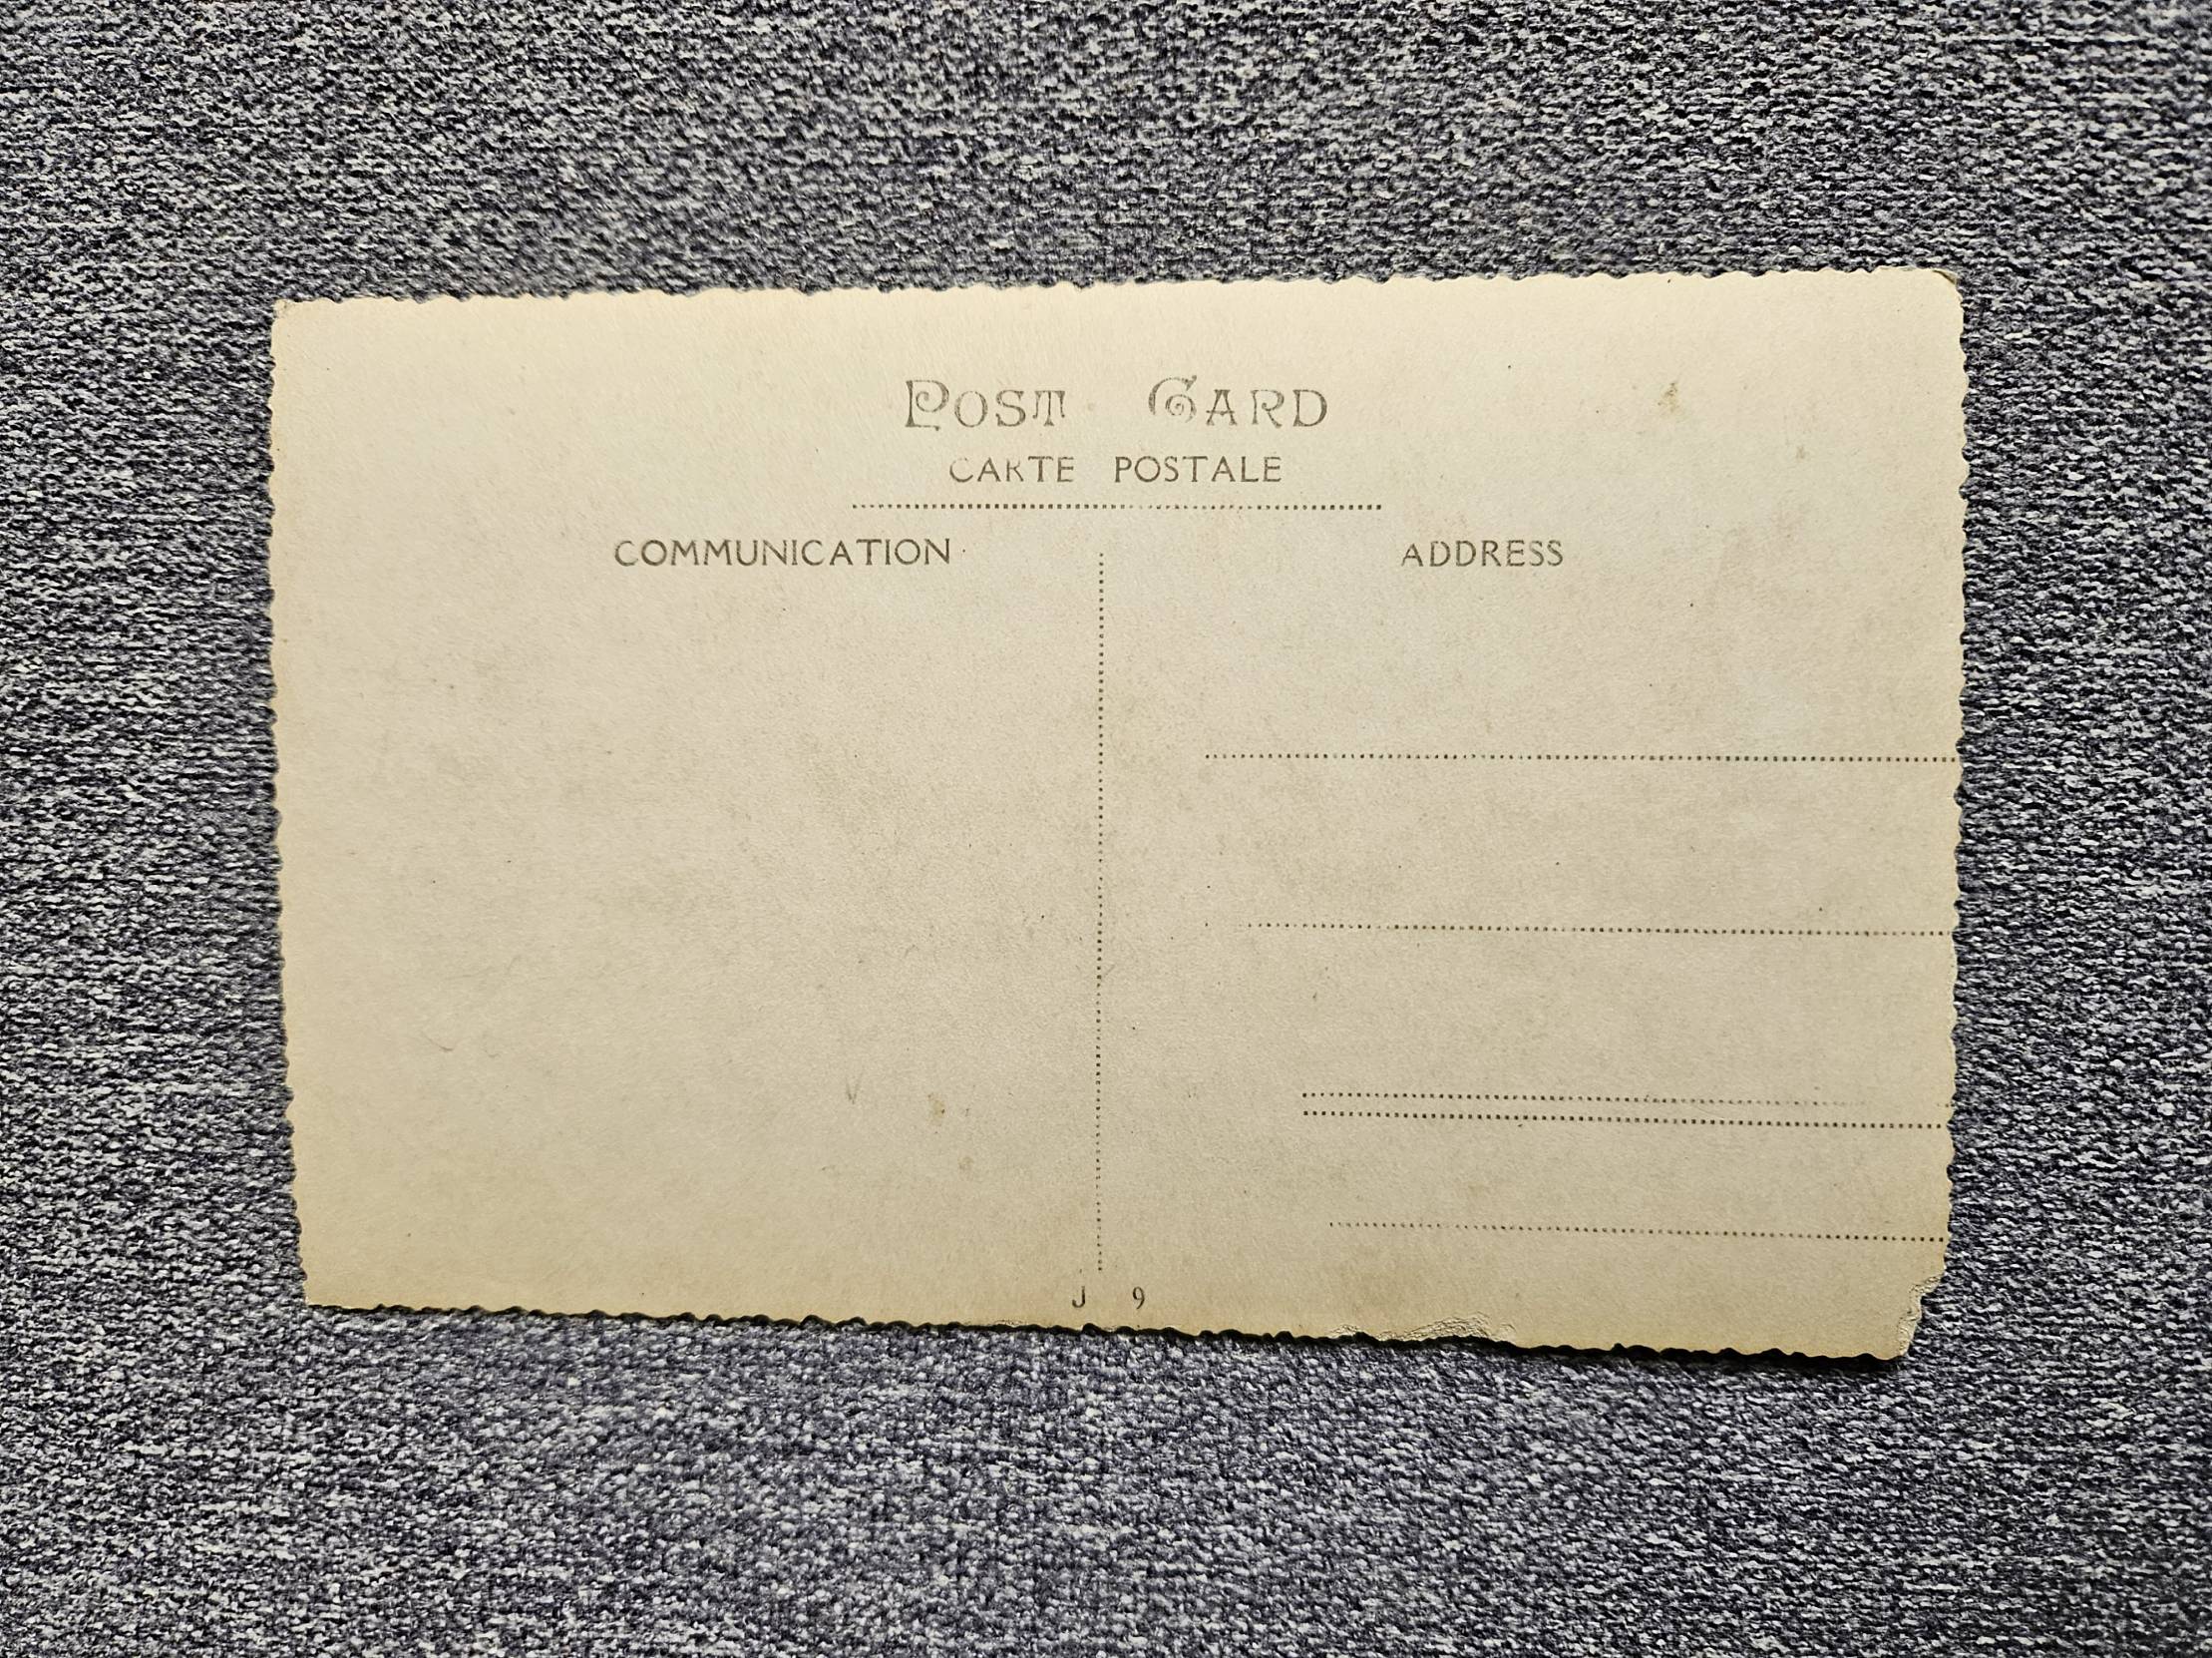 POST CARD
CARTE POSTALE
COMMUNICATION
ADDRESS
J 9